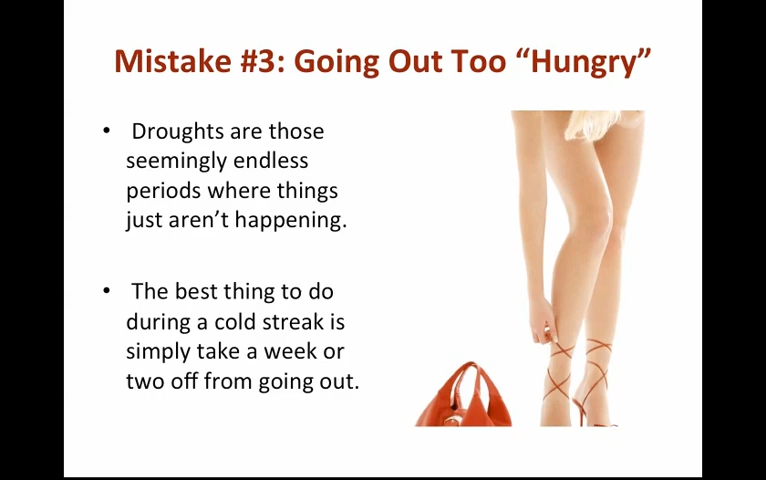 Mistake #3: Going Out Too “Hungry”
• Droughts are those
seemingly endless
periods where things
just aren’t happening.
• The best thing to do
during a cold streak is
simply take a week or
two off from going out.